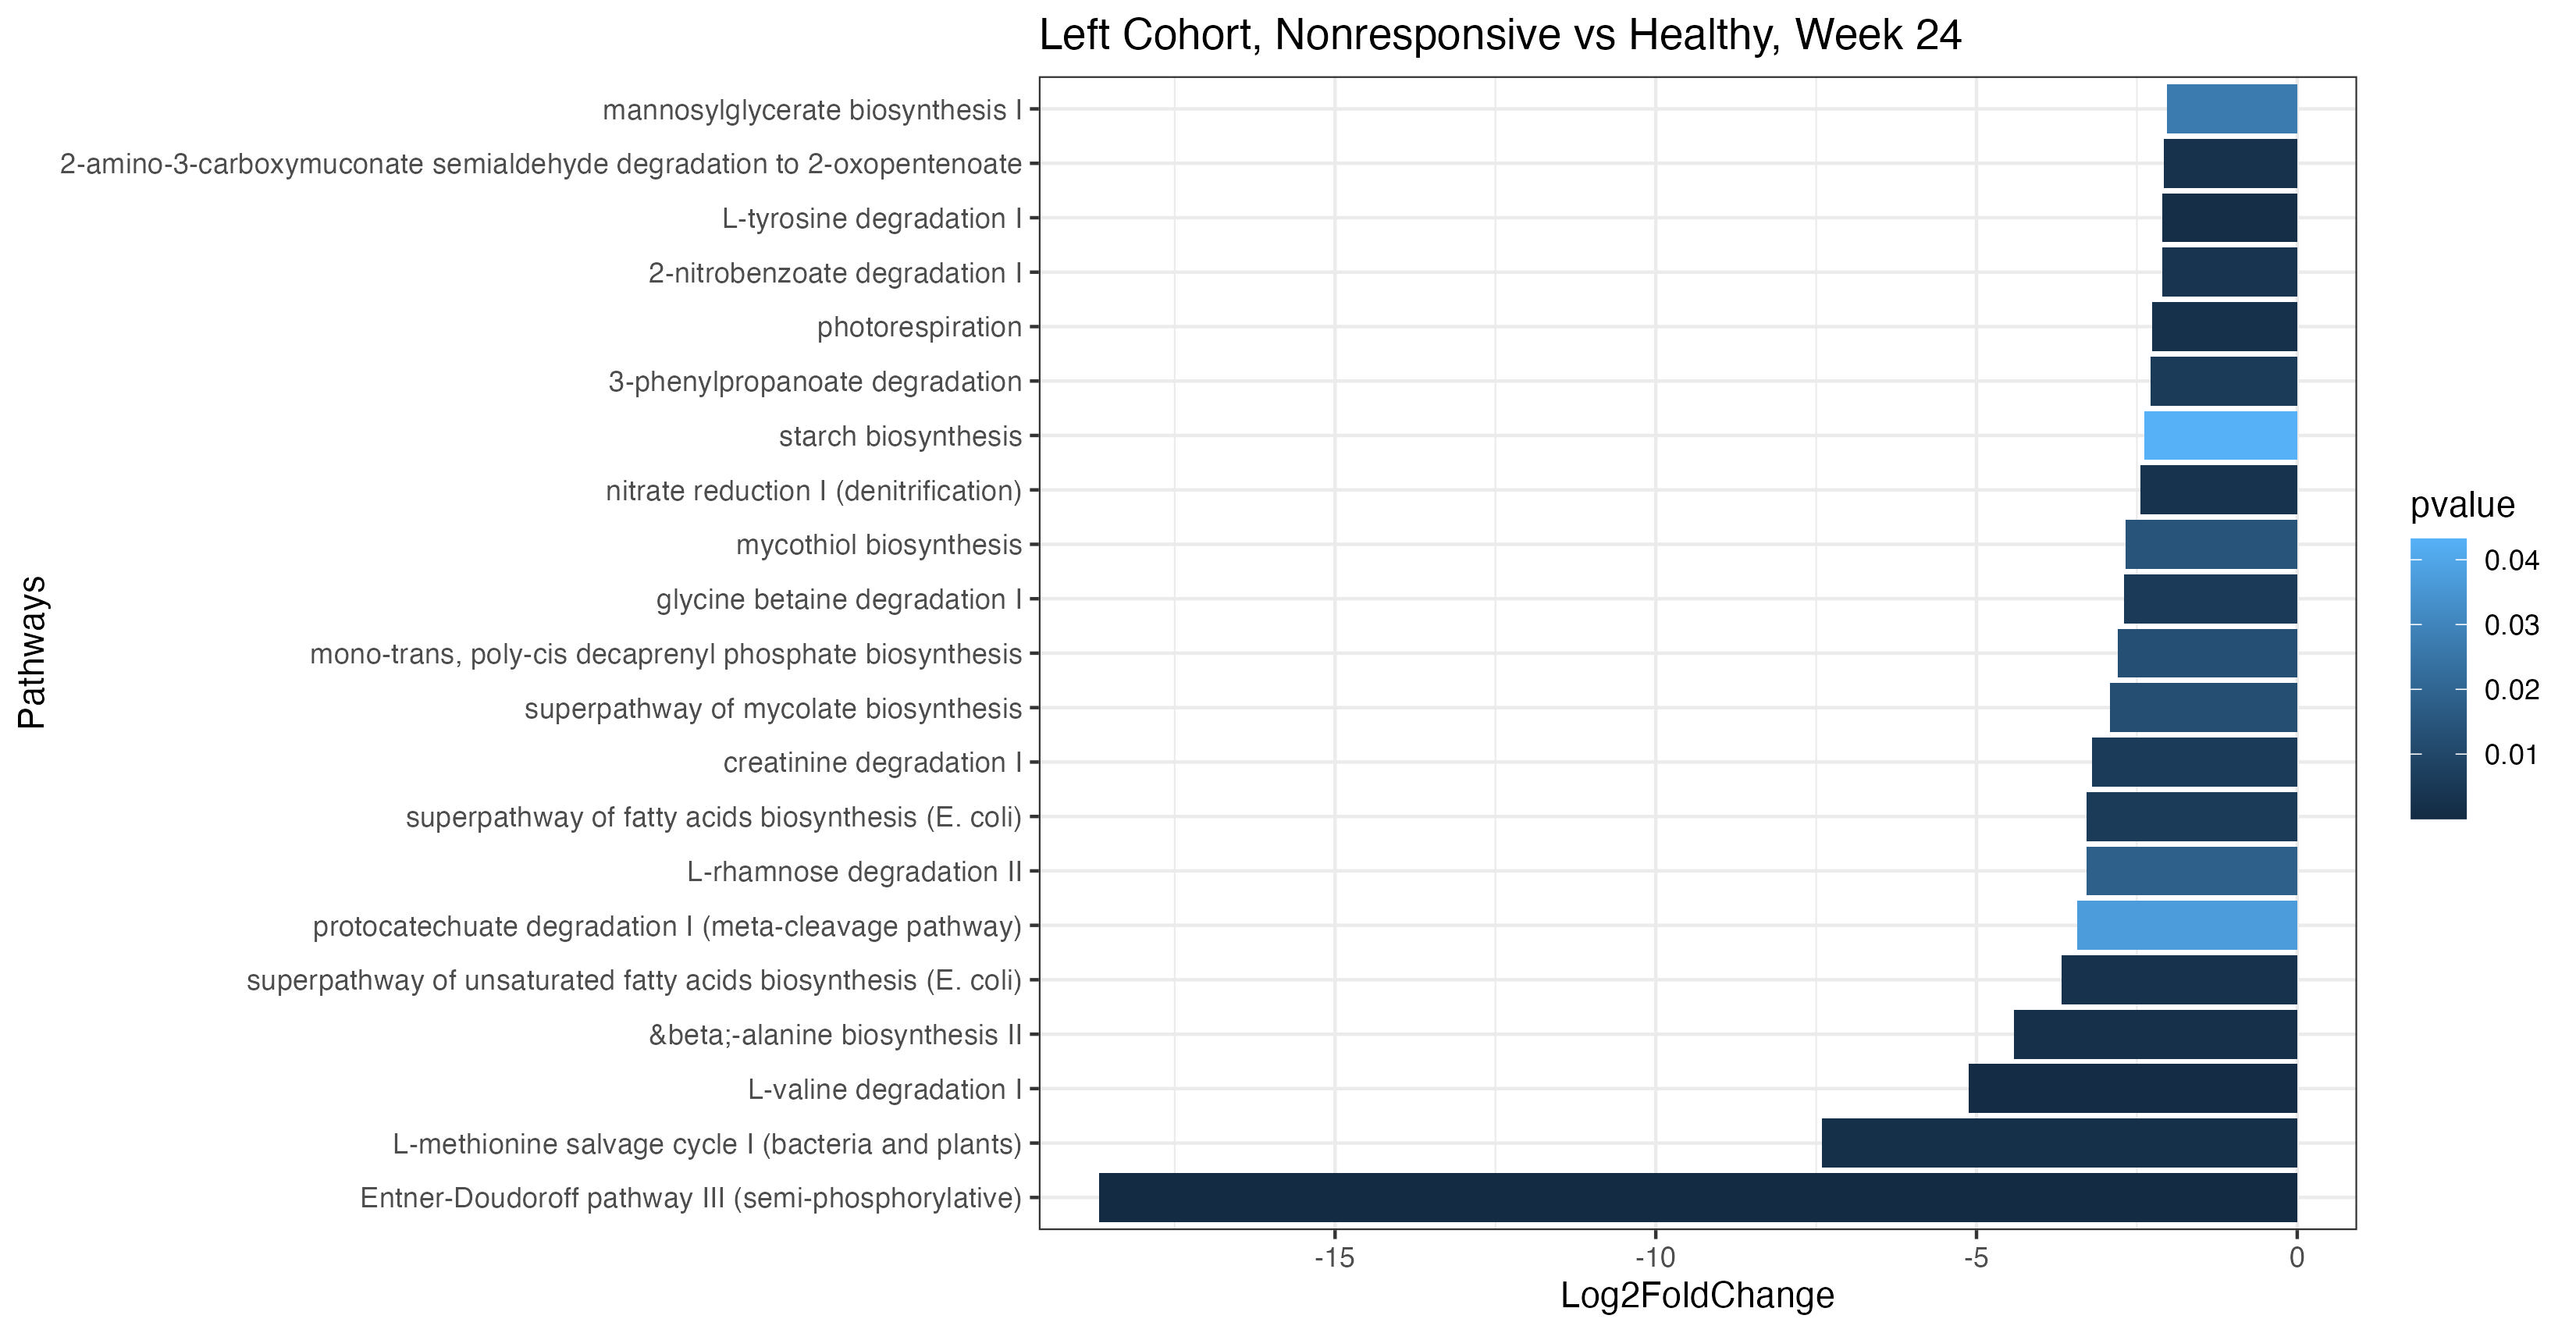 Left Cohort, Nonresponsive vs Healthy, Week 24
Pathways
mannosylglycerate biosynthesis I
2-amino-3-carboxymuconate semialdehyde degradation to 2-oxopentenoate
L-tyrosine degradation I
2-nitrobenzoate degradation I
photorespiration
3-phenylpropanoate degradation
starch biosynthesis
nitrate reduction I (denitrification)
mycothiol biosynthesis
glycine betaine degradation I
mono-trans, poly-cis decaprenyl phosphate biosynthesis
superpathway of mycolate biosynthesis
creatinine degradation I
superpathway of fatty acids biosynthesis (E. coli)
L-rhamnose degradation II
protocatechuate degradation I (meta-cleavage pathway)
superpathway of unsaturated fatty acids biosynthesis (E. coli)
&beta;-alanine biosynthesis II
L-valine degradation I
L-methionine salvage cycle I (bacteria and plants)
Entner-Doudoroff pathway III (semi-phosphorylative)
-15 -10 -5 0
Log2FoldChange
pvalue
0.04
0.03
0.02
0.01